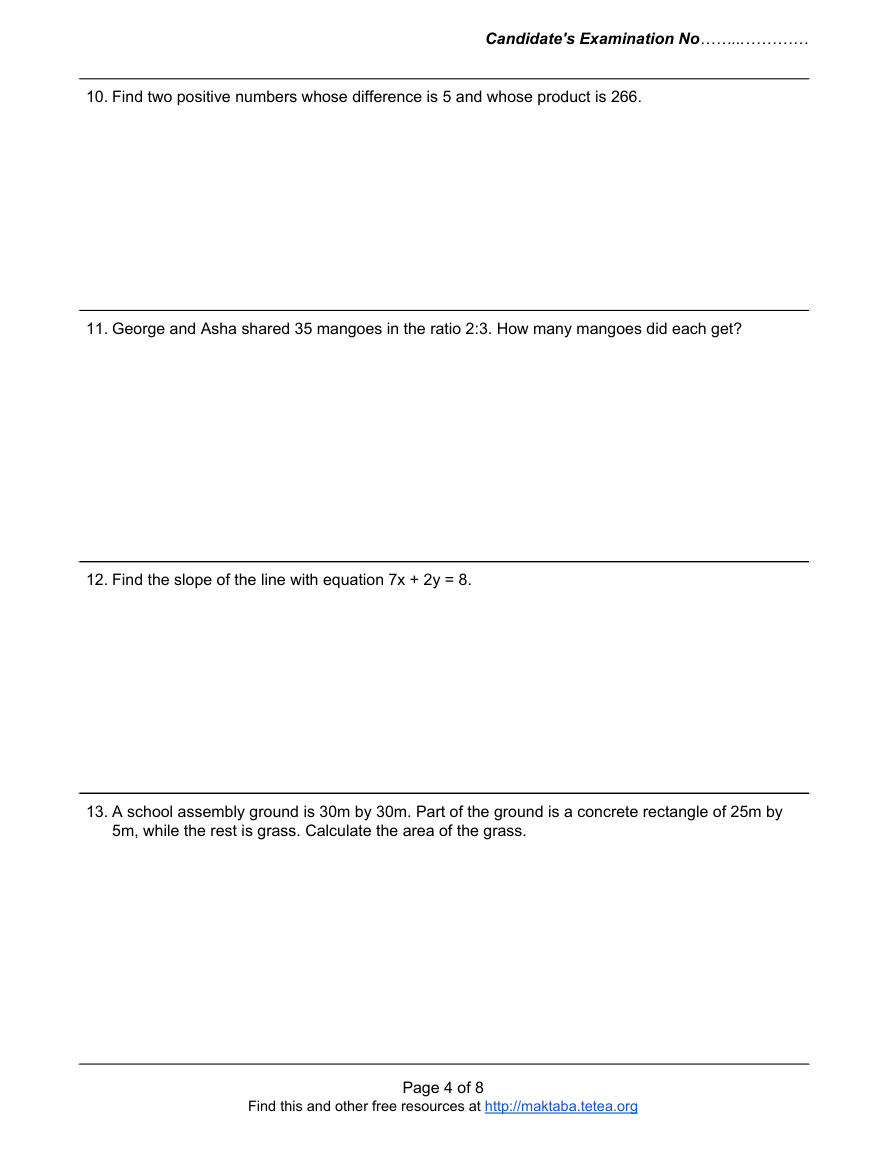 Candidate's Examination No……...…………
10. Find two positive numbers whose difference is 5 and whose product is 266.
11. George and Asha shared 35 mangoes in the ratio 2:3. How many mangoes did each get?
12. Find the slope of the line with equation 7x + 2y = 8.
13. A school assembly ground is 30m by 30m. Part of the ground is a concrete rectangle of 25m by
5m, while the rest is grass. Calculate the area of the grass.
Page 4 of 8
Find this and other free resources at http://maktaba.tetea.org